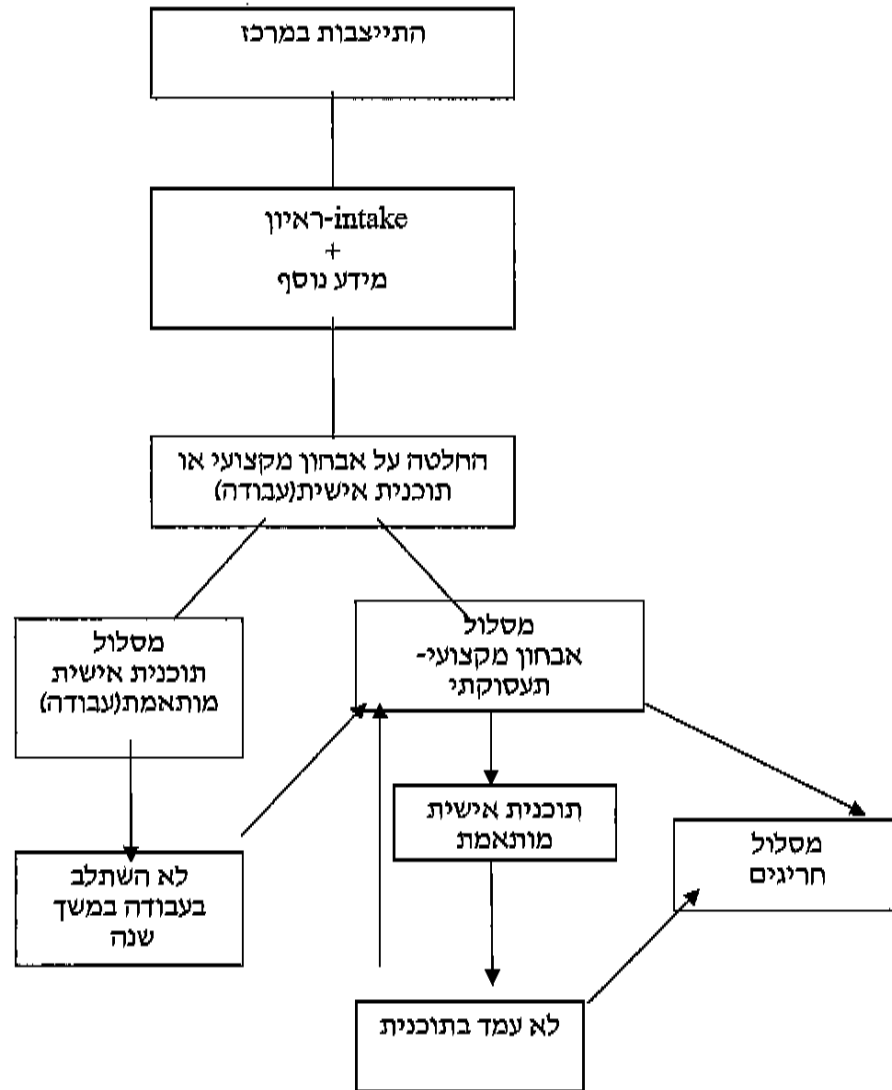 התייצבות במרכז
ראיון-intake
+
מידע נוסף
החלטה על אבחון מקצועי או
תוכנית אישית(עבודה)
מסלול
תוכנית אישית
מותאמת(עבודה)
מסלול
אבחון מקצועי-
תעסוקתי
תוכנית אישית
מותאמת
מסלול
חריגים
לא השתלב
בעבודה במשך
שנה
לא עמד בתוכנית